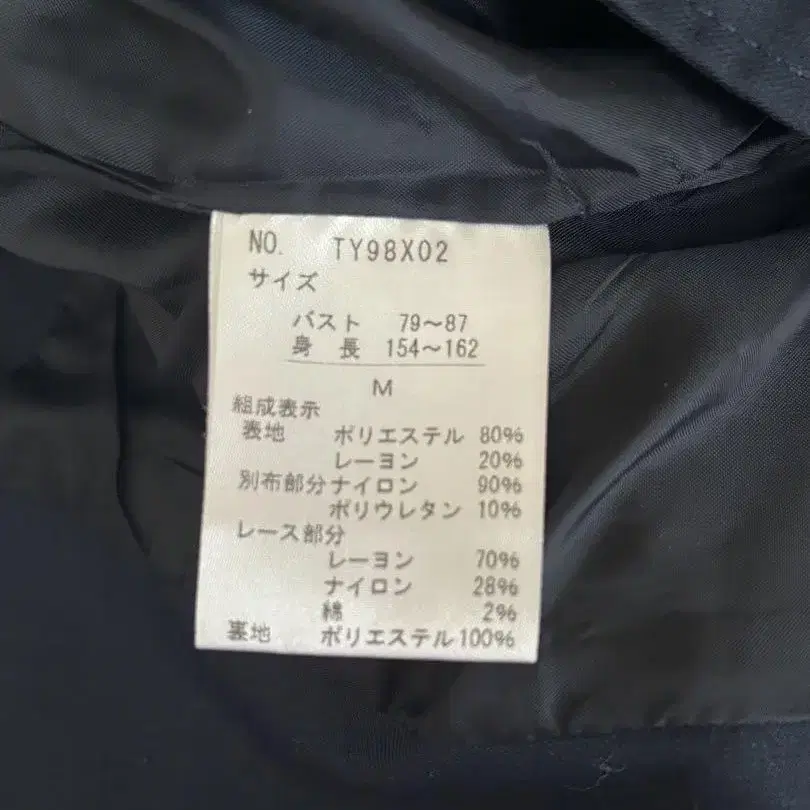 NO. TY98X02
サイズ
バスト 79〜87
身長 154〜162
M
組成表示
表地 ポリエステル 80%
レーヨン 20%
別布部分 ナイロン 90%
ポリウレタン 10%
レース部分
レーヨン 70%
ナイロン 28%
綿 2%
裏地 ポリエステル 100%